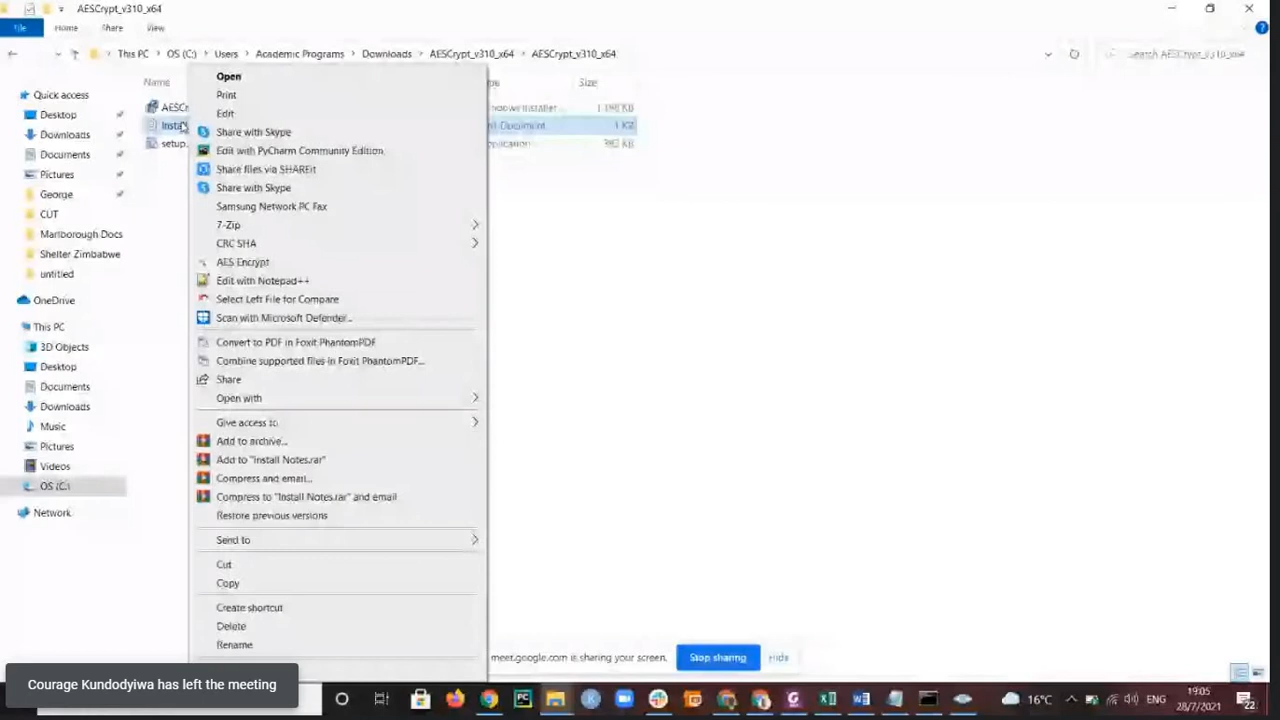 AESCrypt_v310_x64
File Home Share View
This PC OS (C:) Users Academic Programs Downloads AESCrypt_v310_x64 AESCrypt_v310_x64
Search AESCrypt_v310_x64
Name Size
Quick access
Desktop
Downloads
Documents
Pictures
George
CUT
Marlborough Docs
Shelter Zimbabwe
untitled
OneDrive
This PC
3D Objects
Desktop
Documents
Downloads
Music
Pictures
Videos
OS (C:)
Network
AESCr
Install
1 KB
setup.
Open
Print
Edit
Share with Skype
Edit with PyCharm Community Edition
Share files via SHAREit
Share with Skype
Samsung Network PC Fax
7-Zip
CRC SHA
AES Encrypt
Edit with Notepad++
Select Left File for Compare
Scan with Microsoft Defender...
Convert to PDF in Foxit PhantomPDF
Combine supported files in Foxit PhantomPDF...
Share
Open with
Give access to
Add to archive...
Add to "Install Notes.rar"
Compress and email...
Compress to "Install Notes.rar" and email
Restore previous versions
Send to
Cut
Copy
Create shortcut
Delete
Rename
meet.google.com is sharing your screen.
Stop sharing
Hide
Courage Kundodyiwa has left the meeting
16°C
ENG
19:05
28/7/2021
22